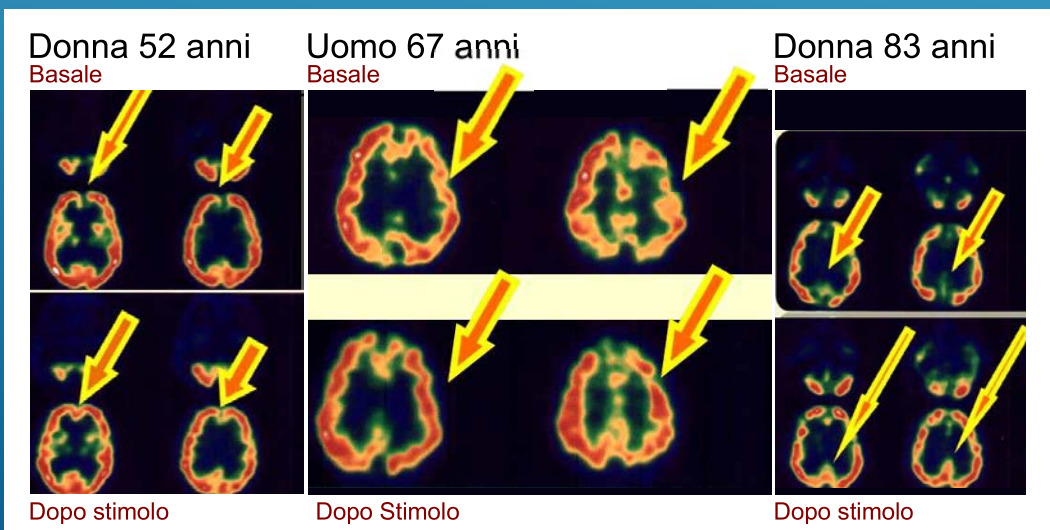 Donna 52 anni
Basale
Uomo 67 anni
Basale
Donna 83 anni
Basale
Dopo stimolo
Dopo Stimolo
Dopo stimolo